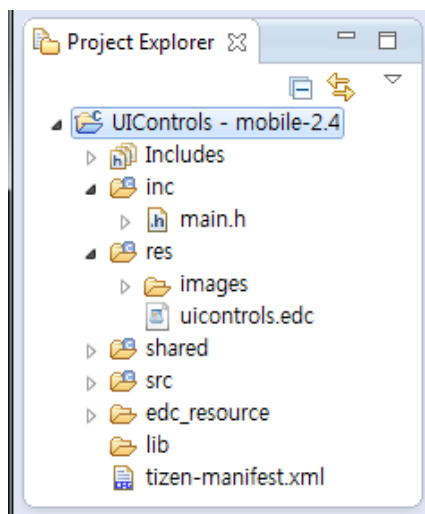 Project Explorer
UIControls - mobile-2.4
Includes
inc
main.h
res
images
uicontrols.edc
shared
src
edc_resource
lib
tizen-manifest.xml